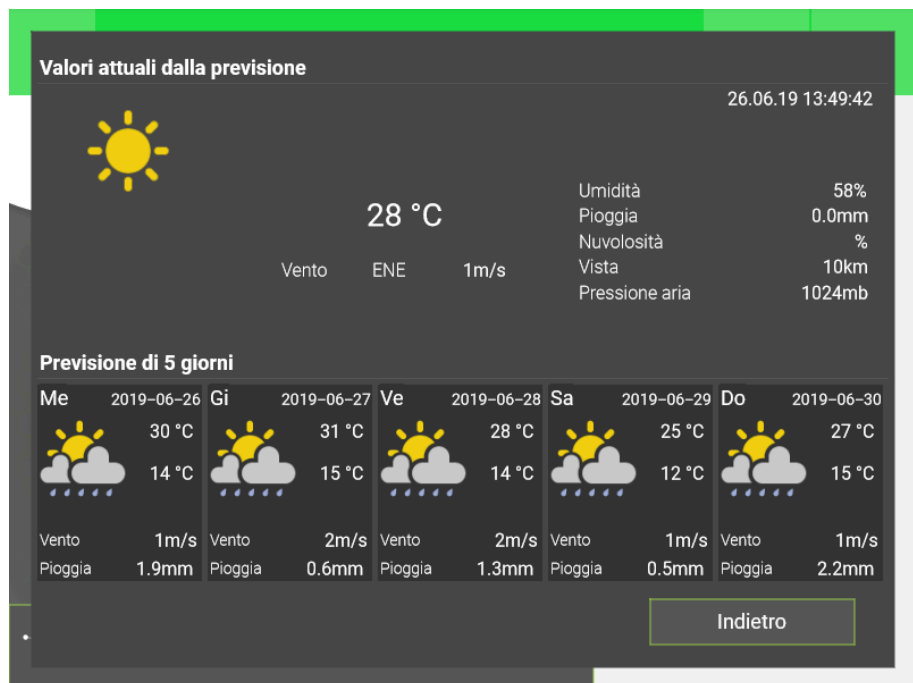 Valori attuali dalla previsione
26.06.19 13:49:42
Umidità 58%
28 °C Pioggia 0.0mm
Nuvolosità %
Vento ENE 1m/s Vista 10km
Pressione aria 1024mb
Previsione di 5 giorni
Me 2019-06-26 Gi 2019-06-27 Ve 2019-06-28 Sa 2019-06-29 Do 2019-06-30
30 °C 31 °C 28 °C 25 °C 27 °C
14 °C 15 °C 14 °C 12 °C 15 °C
Vento 1m/s Vento 2m/s Vento 2m/s Vento 1m/s Vento 1m/s
Pioggia 1.9mm Pioggia 0.6mm Pioggia 1.3mm Pioggia 0.5mm Pioggia 2.2mm
Indietro